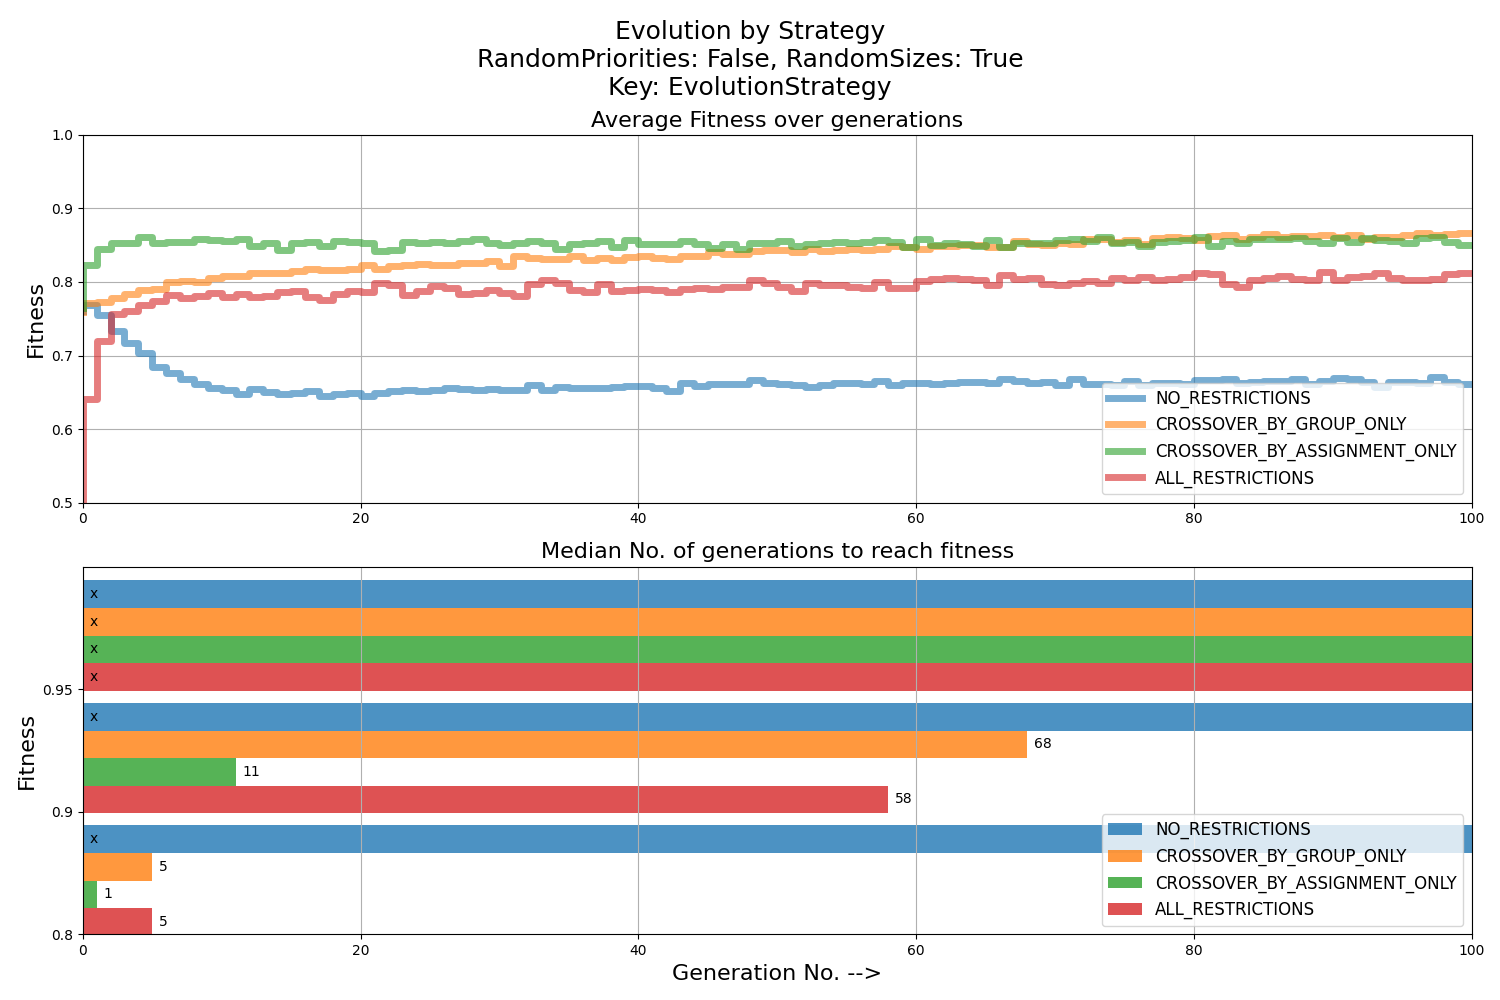 Evolution by Strategy
RandomPriorities: False, RandomSizes: True
Key: EvolutionStrategy
Average Fitness over generations
Fitness
1.0
0.9
0.8
0.7
0.6
0.5
0 20 40 60 80 100
NO_RESTRICTIONS
CROSSOVER_BY_GROUP_ONLY
CROSSOVER_BY_ASSIGNMENT_ONLY
ALL_RESTRICTIONS
Median No. of generations to reach fitness
Fitness
x
x
x
x
0.95
x
68
11
58
0.9
x
5
1
5
0.8
NO_RESTRICTIONS
CROSSOVER_BY_GROUP_ONLY
CROSSOVER_BY_ASSIGNMENT_ONLY
ALL_RESTRICTIONS
0 20 40 60 80 100
Generation No. -->